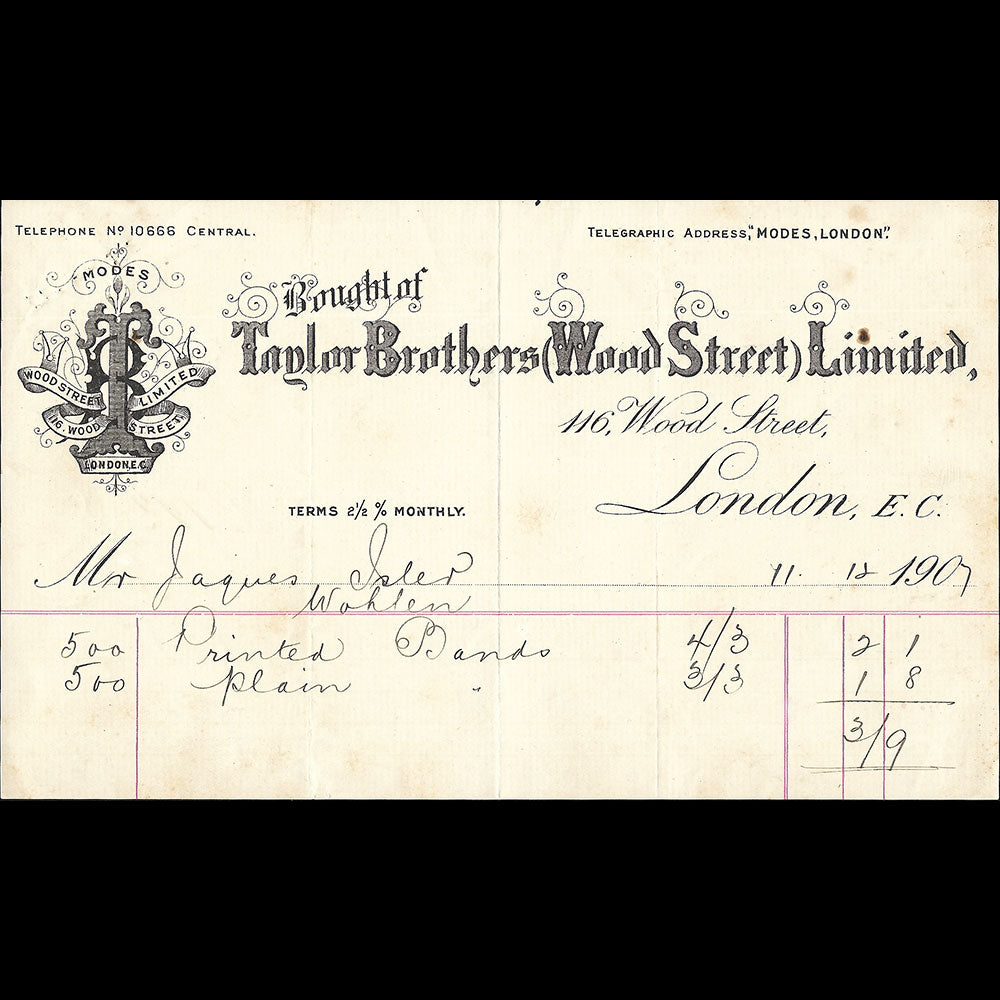 TELEPHONE Nº 10666 CENTRAL.
TELEGRAPHIC ADDRESS, "MODES, LONDON".
MODES
WOOD STREET LIMITED
116. WOOD STREET,
LONDON, E.C.
Bought of
Taylor Brothers (Wood Street) Limited,
116, Wood Street,
London, E.C.
TERMS 2½ % MONTHLY.
Mr Jaques Isler 11. 12 1907
Wohlen
500 Printed Bands 4/3 2 1
500 plain " 3/3 1 8
3/9